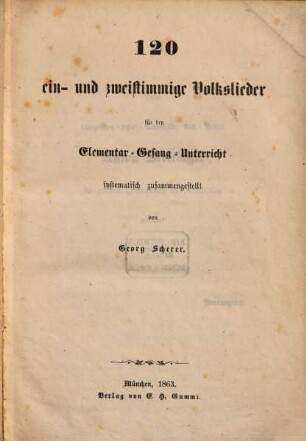 120
ein- und zweistimmige Volkslieder
für den
Elementar-Gesang-Unterricht
systematisch zusammengestellt
von
Georg Scherer.
München, 1863.
Verlag von E. H. Gummi.